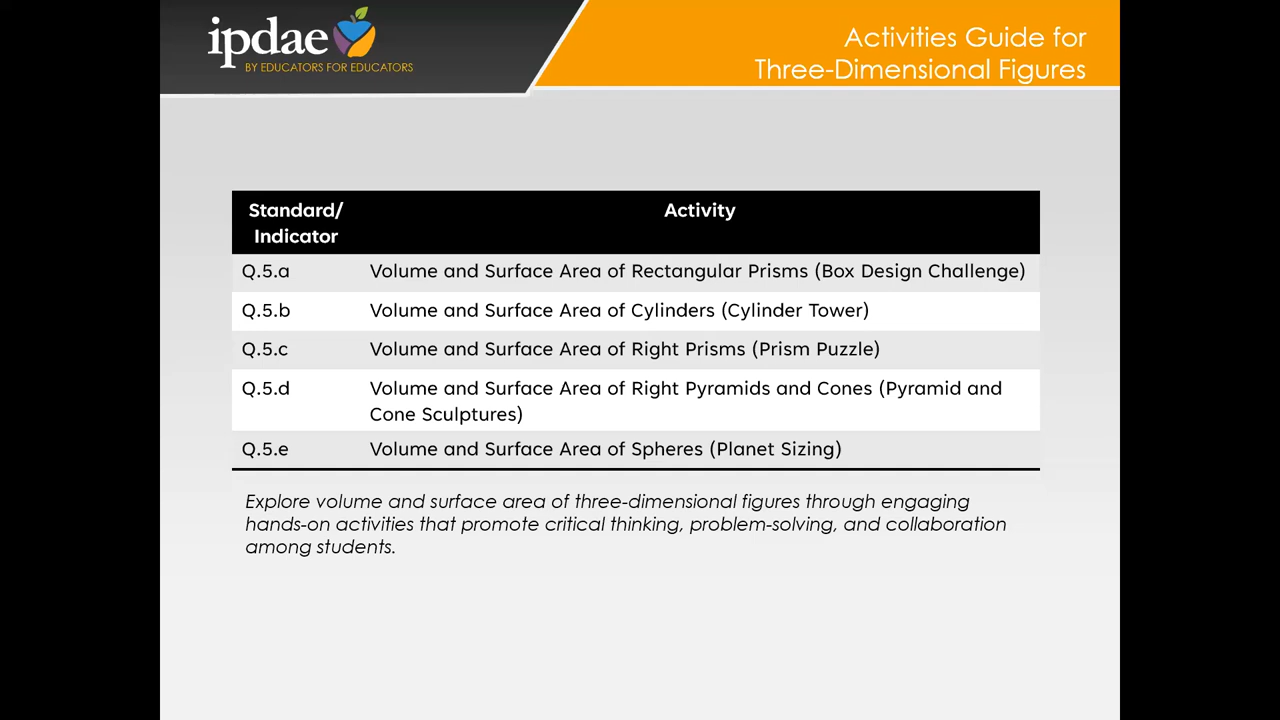 ipdae
BY EDUCATORS FOR EDUCATORS
Activities Guide for
Three-Dimensional Figures
Standard/
Indicator
Activity
Q.5.a Volume and Surface Area of Rectangular Prisms (Box Design Challenge)
Q.5.b Volume and Surface Area of Cylinders (Cylinder Tower)
Q.5.c Volume and Surface Area of Right Prisms (Prism Puzzle)
Q.5.d Volume and Surface Area of Right Pyramids and Cones (Pyramid and
Cone Sculptures)
Q.5.e Volume and Surface Area of Spheres (Planet Sizing)
Explore volume and surface area of three-dimensional figures through engaging
hands-on activities that promote critical thinking, problem-solving, and collaboration
among students.